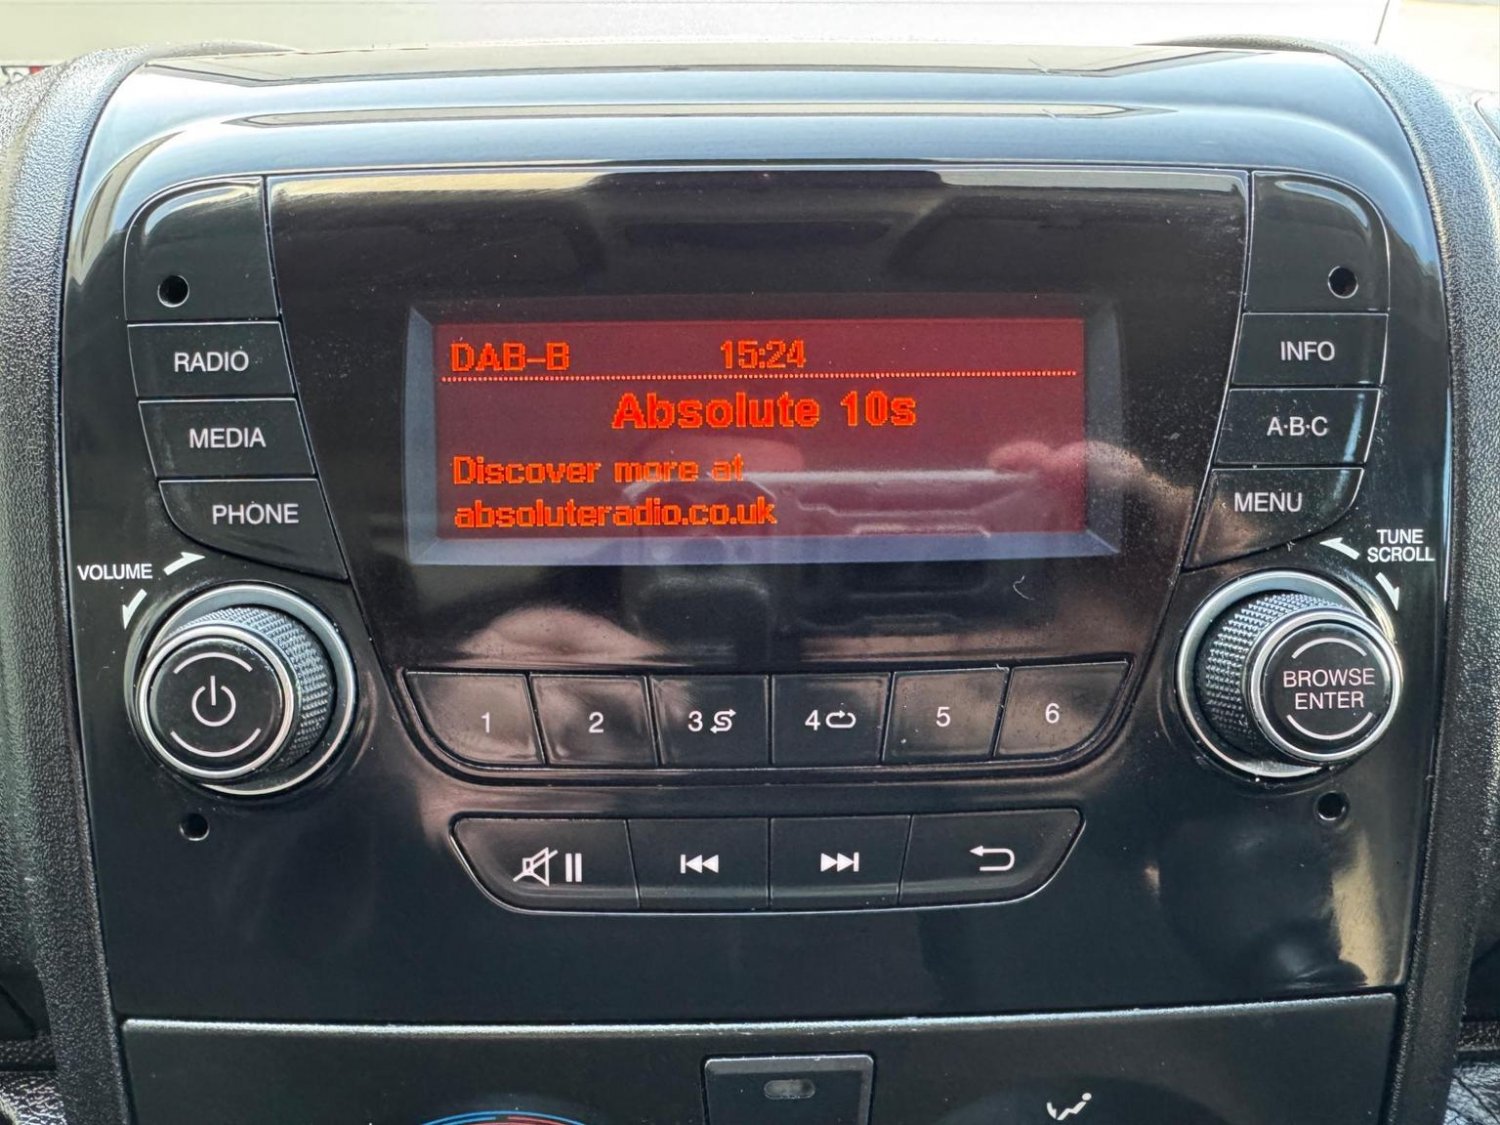 DAB-B 15:24
Absolute 10s
Discover more at
absoluteradio.co.uk
RADIO
MEDIA
PHONE
VOLUME
INFO
A·B·C
MENU
TUNE
SCROLL
BROWSE
ENTER
1 2 3 4 5 6